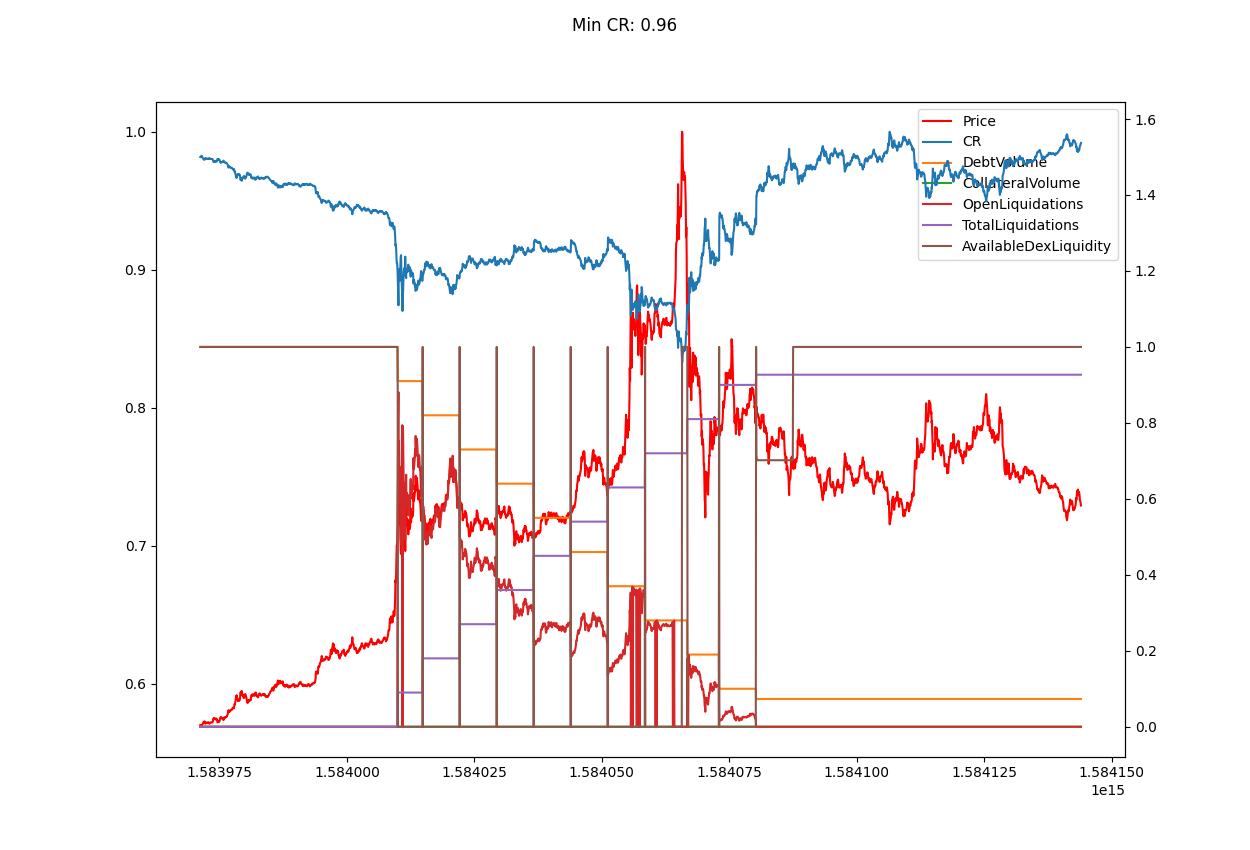 Min CR: 0.96
1.0
0.9
0.8
0.7
0.6
1.6
1.4
1.2
1.0
0.8
0.6
0.4
0.2
0.0
Price
CR
DebtVolume
CollateralVolume
OpenLiquidations
TotalLiquidations
AvailableDexLiquidity
1.583975 1.584000 1.584025 1.584050 1.584075 1.584100 1.584125 1.584150
1e15